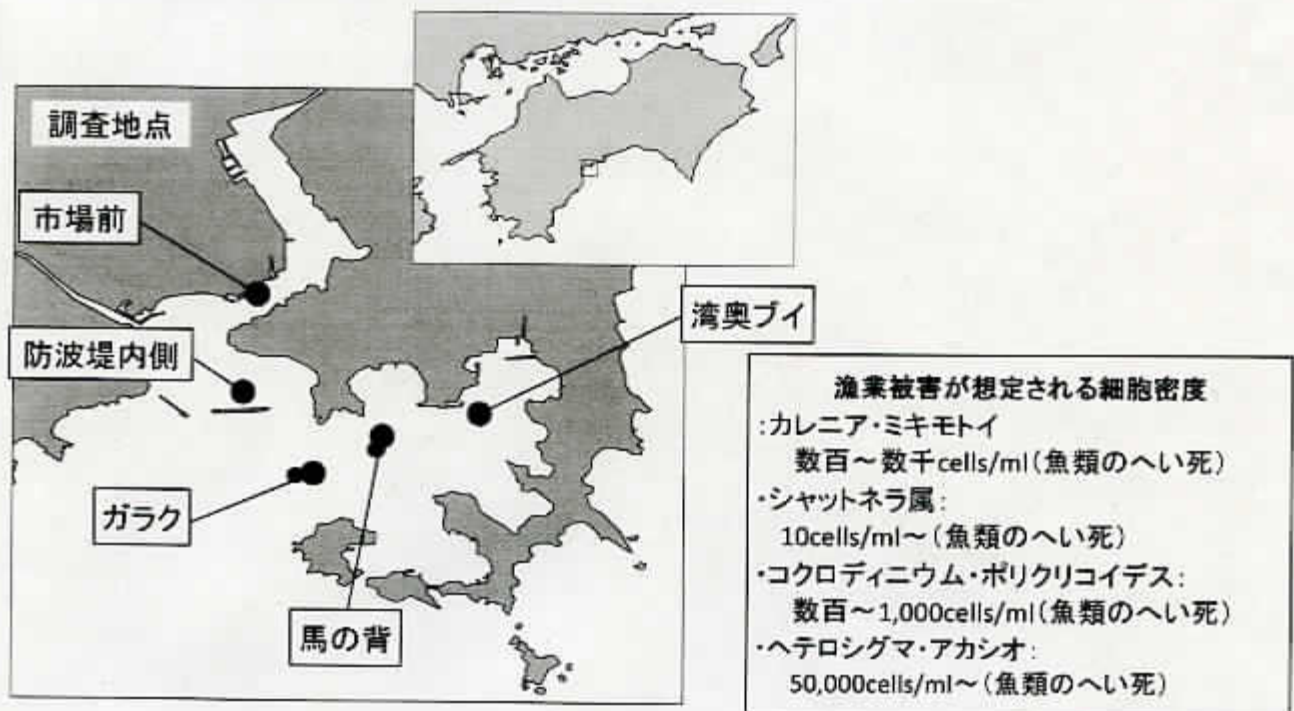 調査地点
市場前
防波堤内側
ガラク
馬の背
湾奥ブイ
漁業被害が想定される細胞密度
:カレニア・ミキモトイ
数百～数千cells/ml(魚類のへい死)
・シャットネラ属:
10cells/ml～(魚類のへい死)
・コクロディニウム・ポリクリコイデス:
数百～1,000cells/ml(魚類のへい死)
・ヘテロシグマ・アカシオ:
50,000cells/ml～(魚類のへい死)